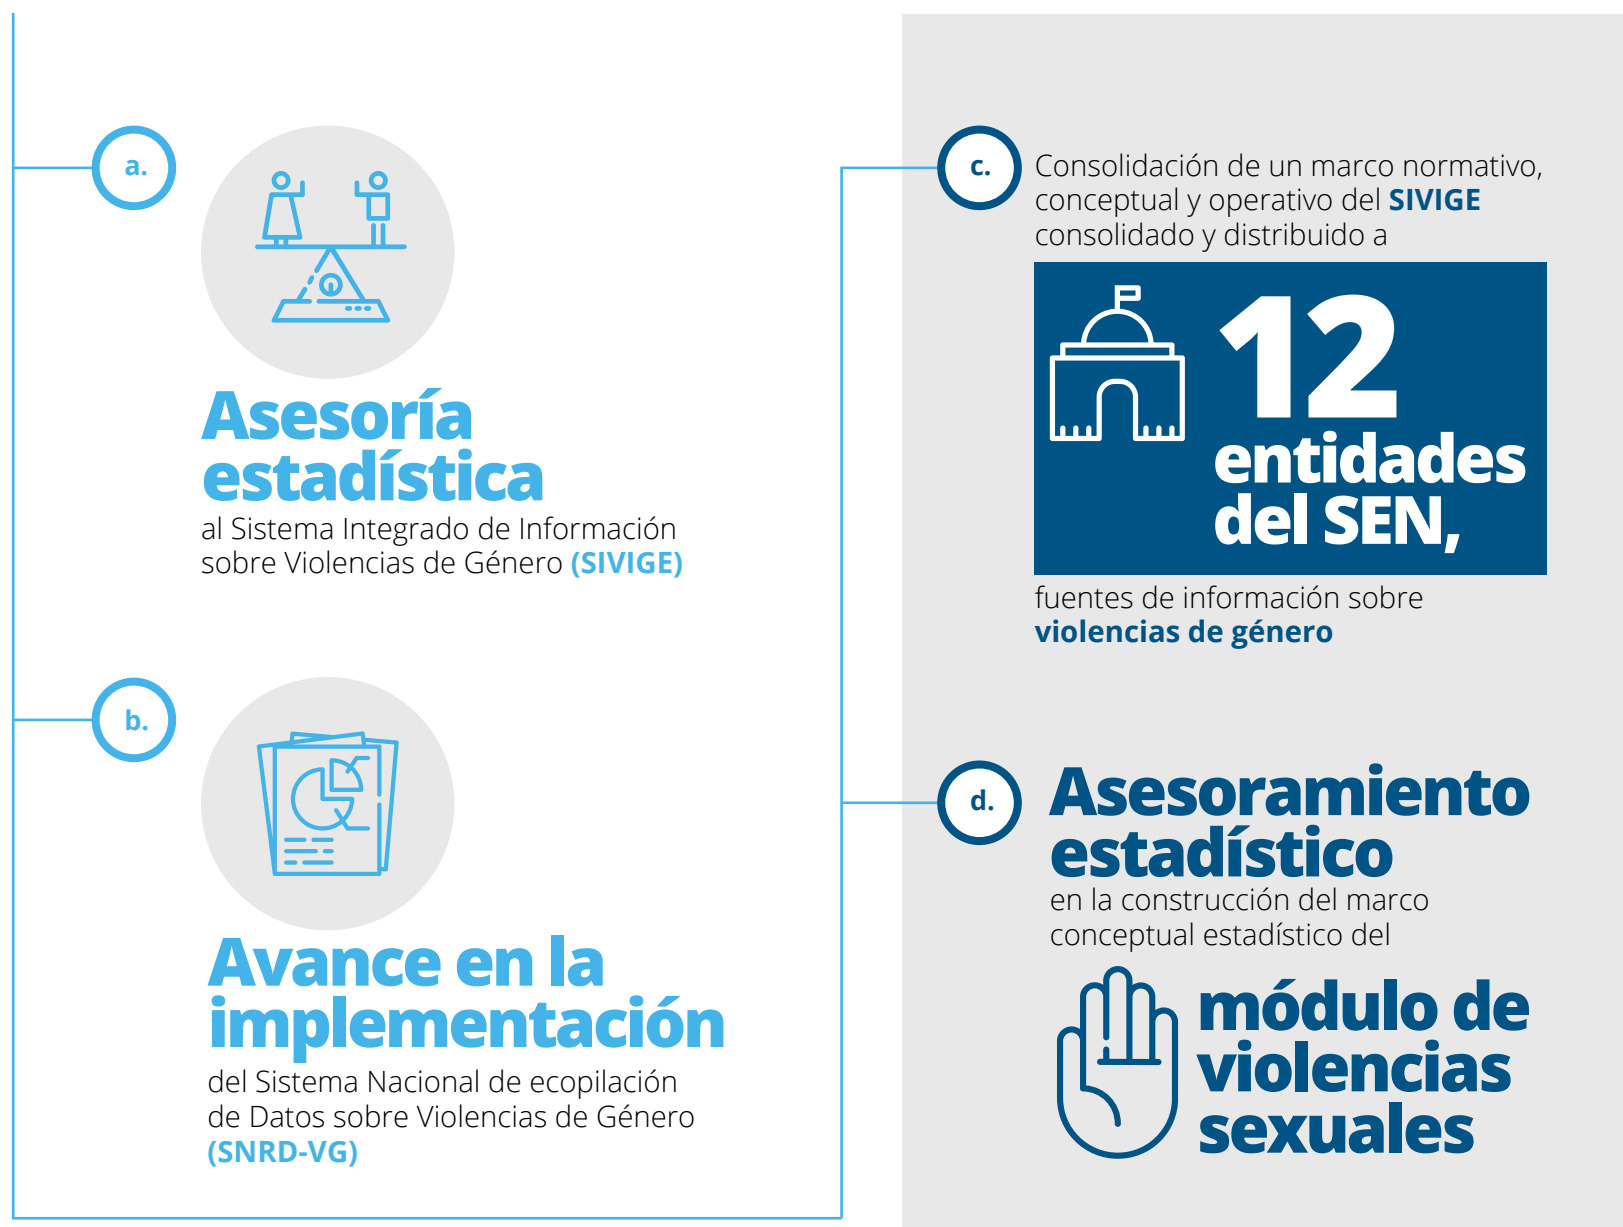 a.
Asesoría
estadística
al Sistema Integrado de Información
sobre Violencias de Género (SIVIGE)
b.
Avance en la
implementación
del Sistema Nacional de ecopilación
de Datos sobre Violencias de Género
(SNRD-VG)
c.
Consolidación de un marco normativo,
conceptual y operativo del SIVIGE
consolidado y distribuido a
12
entidades
del SEN,
fuentes de información sobre
violencias de género
d.
Asesoramiento
estadístico
en la construcción del marco
conceptual estadístico del
módulo de
violencias
sexuales